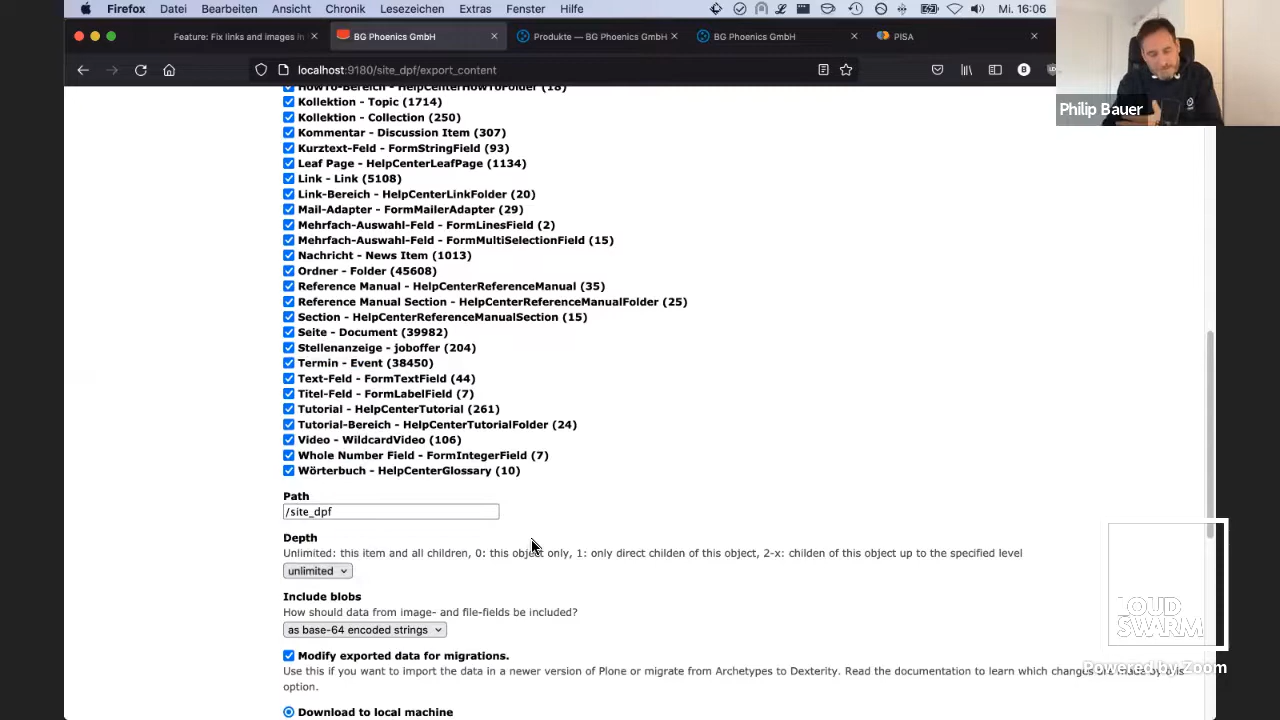 Firefox Datei Bearbeiten Ansicht Chronik Lesezeichen Extras Fenster Hilfe Mi. 16:06
Feature: Fix links and images in
BG Phoenics GmbH
Produkte — BG Phoenics GmbH
BG Phoenics GmbH
PISA
localhost:9180/site_dpf/export_content
Philip Bauer
HowTo-Bereich - HelpCenterHowToFolder (18)
Kollektion - Topic (1714)
Kollektion - Collection (250)
Kommentar - Discussion Item (307)
Kurztext-Feld - FormStringField (93)
Leaf Page - HelpCenterLeafPage (1134)
Link - Link (5108)
Link-Bereich - HelpCenterLinkFolder (20)
Mail-Adapter - FormMailerAdapter (29)
Mehrfach-Auswahl-Feld - FormLinesField (2)
Mehrfach-Auswahl-Feld - FormMultiSelectionField (15)
Nachricht - News Item (1013)
Ordner - Folder (45608)
Reference Manual - HelpCenterReferenceManual (35)
Reference Manual Section - HelpCenterReferenceManualFolder (25)
Section - HelpCenterReferenceManualSection (15)
Seite - Document (39982)
Stellenanzeige - joboffer (204)
Termin - Event (38450)
Text-Feld - FormTextField (44)
Titel-Feld - FormLabelField (7)
Tutorial - HelpCenterTutorial (261)
Tutorial-Bereich - HelpCenterTutorialFolder (24)
Video - WildcardVideo (106)
Whole Number Field - FormIntegerField (7)
Wörterbuch - HelpCenterGlossary (10)
Path
/site_dpf
Depth
Unlimited: this item and all children, 0: this object only, 1: only direct childen of this object, 2-x: childen of this object up to the specified level
unlimited
Include blobs
How should data from image- and file-fields be included?
as base-64 encoded strings
Modify exported data for migrations.
Use this if you want to import the data in a newer version of Plone or migrate from Archetypes to Dexterity. Read the documentation to learn which changes are made by this
option.
Download to local machine
LOUD
SWARM
Powered by Zoom